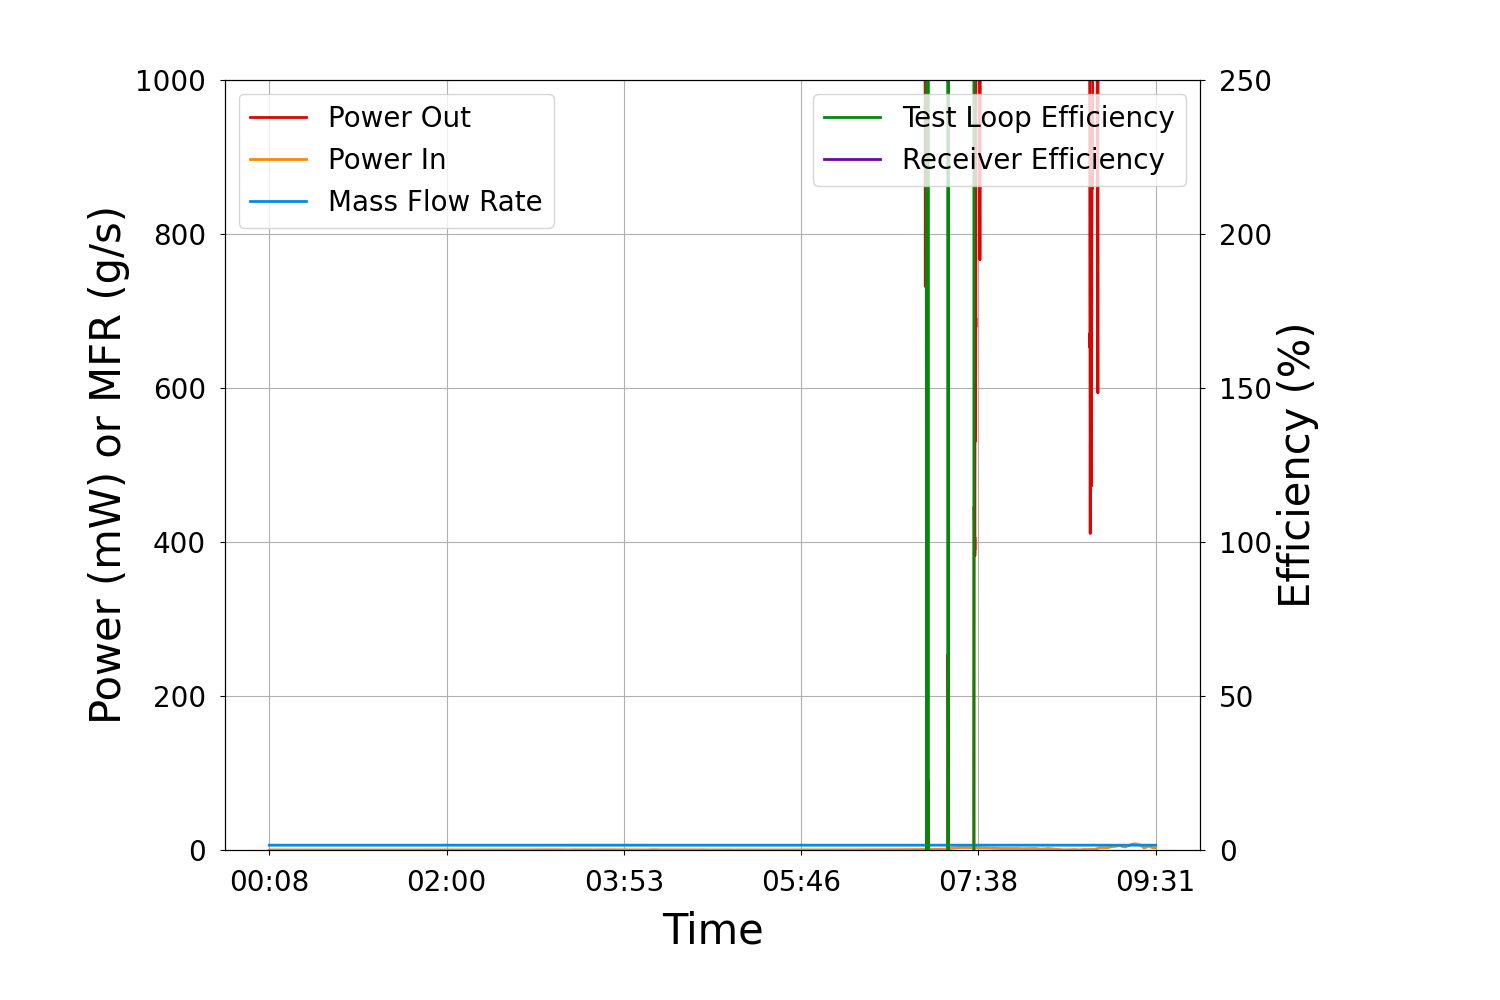 1000
800
600
400
200
0
Power (mW) or MFR (g/s)
Power Out
Power In
Mass Flow Rate
Test Loop Efficiency
Receiver Efficiency
250
200
150
100
50
0
Efficiency (%)
00:08 02:00 03:53 05:46 07:38 09:31
Time